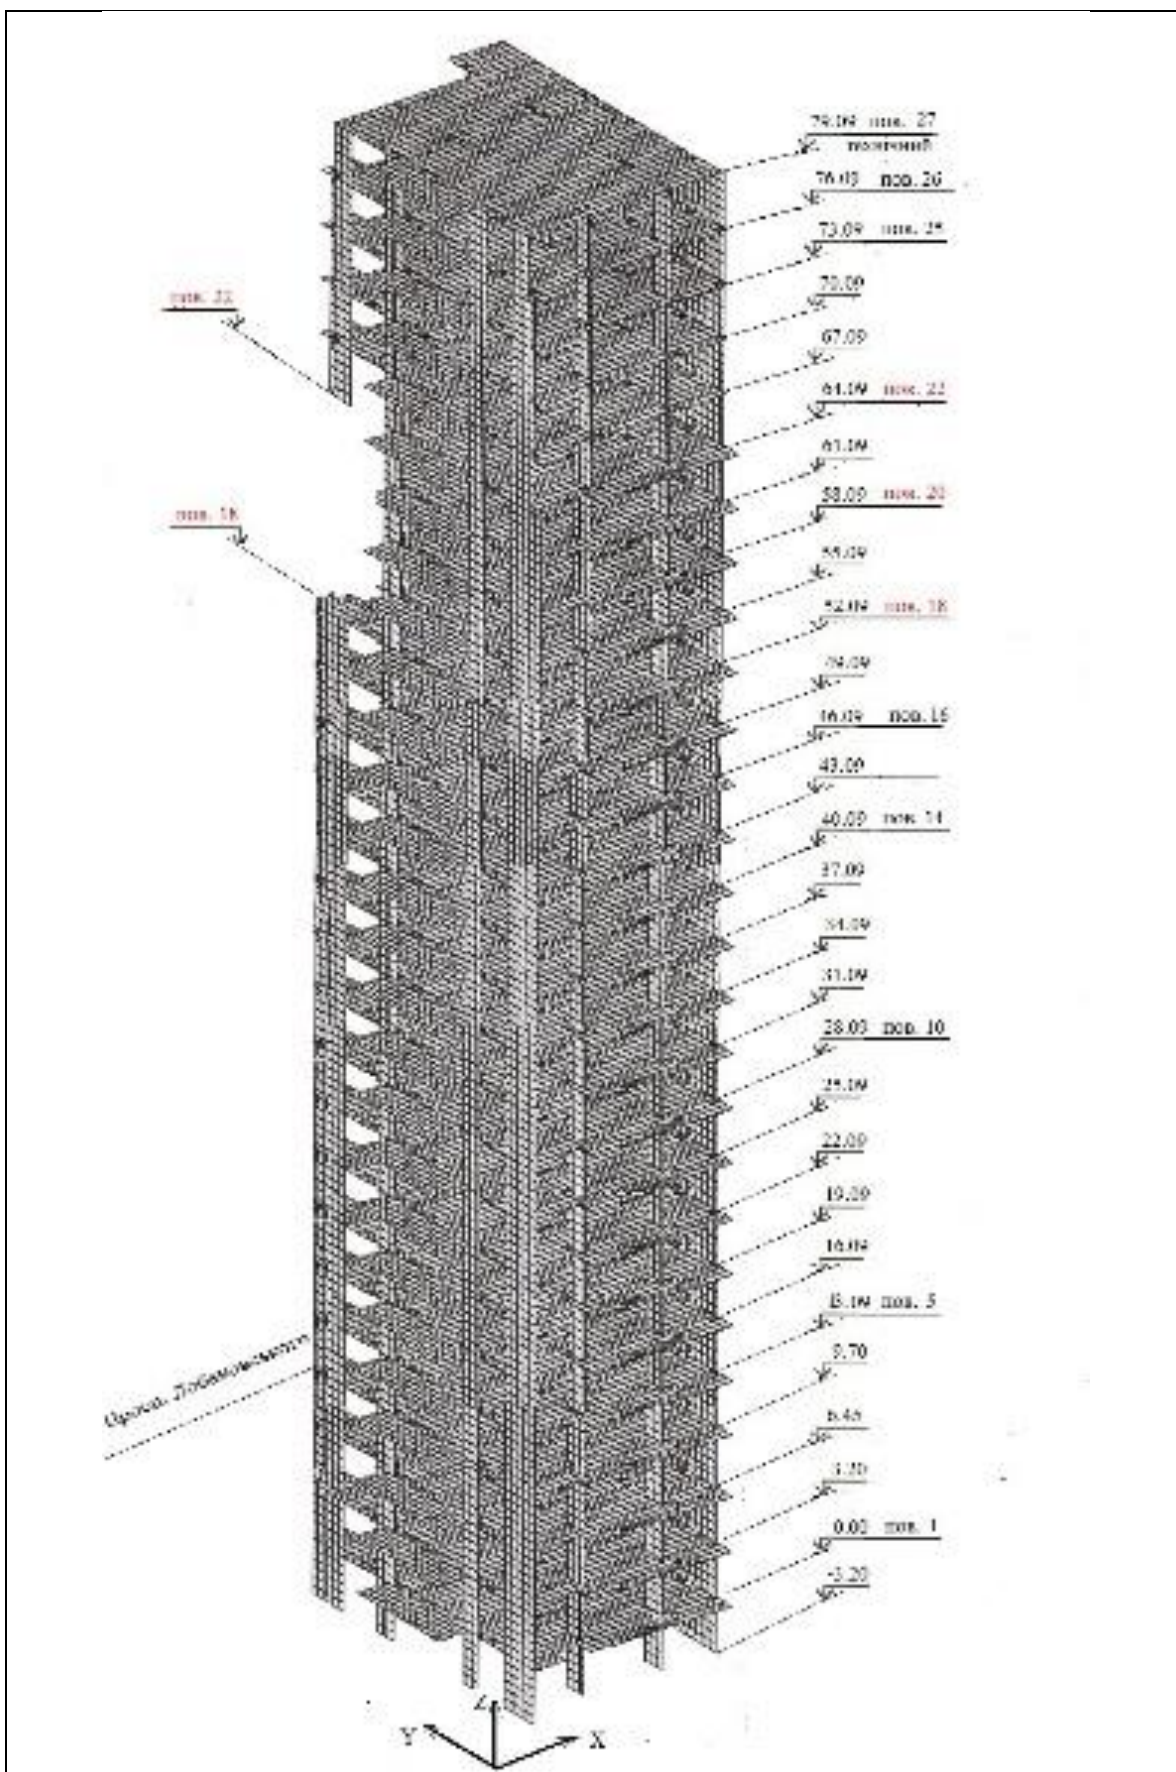 79.09 пов. 27
технічний
76.09 пов. 26
73.09 пов. 25
70.09
67.09
пов. 22
64.09 пов. 22
61.09
58.09 пов. 20
пов. 18
55.09
52.09 пов. 18
49.09
46.09 пов. 16
43.09
40.09 пов. 14
37.09
34.09
31.09
28.09 пов. 10
25.09
22.09
19.09
16.09
13.09 пов. 5
9.70
6.45
3.20
0.00 пов. 1
-3.20
Z
Y
X